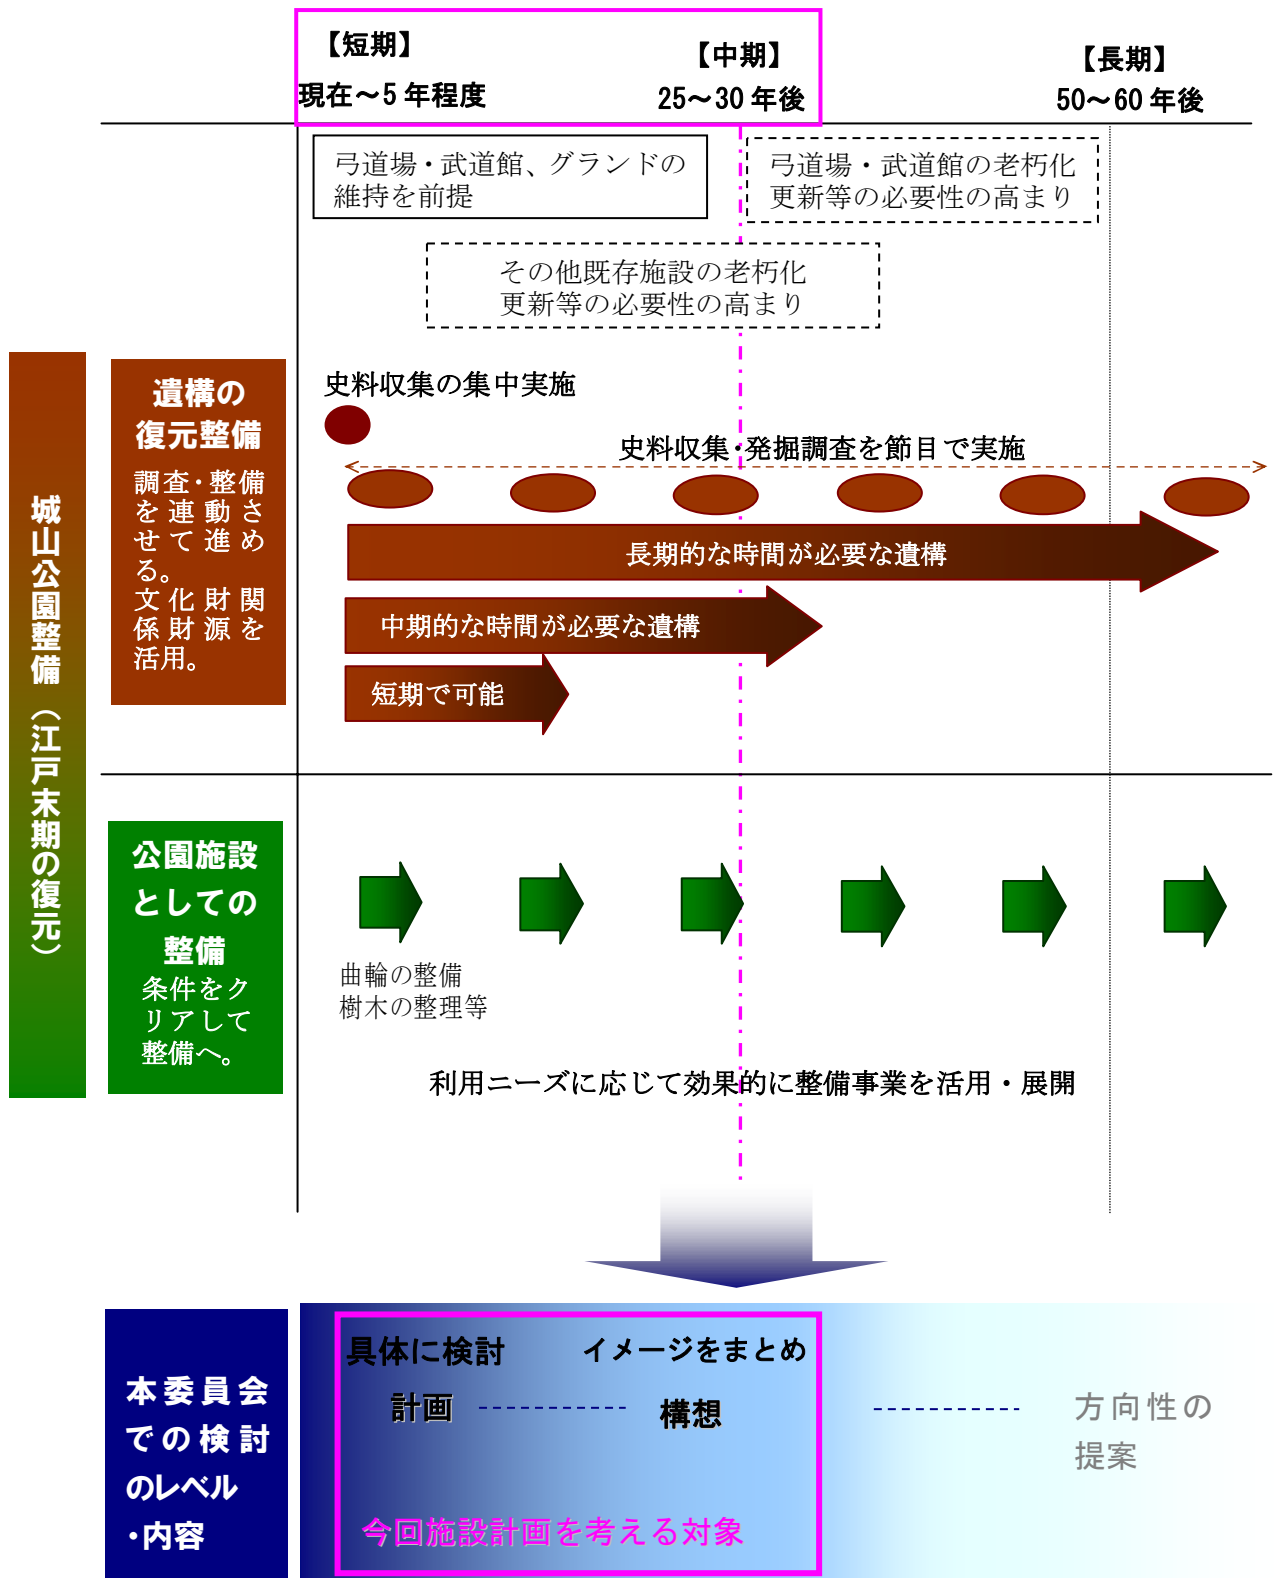 【短期】
現在～5 年程度
【中期】
25～30 年後
【長期】
50～60 年後
弓道場・武道館、グランドの
維持を前提
弓道場・武道館の老朽化
更新等の必要性の高まり
その他既存施設の老朽化
更新等の必要性の高まり
城山公園整備（江戸末期の復元）
遺構の
復元整備
調査・整備
を連動さ
せて進め
る。
文化財関
係財源を
活用。
史料収集の集中実施
史料収集・発掘調査を節目で実施
長期的な時間が必要な遺構
中期的な時間が必要な遺構
短期で可能
公園施設
としての
整備
条件をク
リアして
整備へ。
曲輪の整備
樹木の整理等
利用ニーズに応じて効果的に整備事業を活用・展開
本委員会
での検討
のレベル
・内容
具体に検討
イメージをまとめ
計画
構想
方向性の
提案
今回施設計画を考える対象